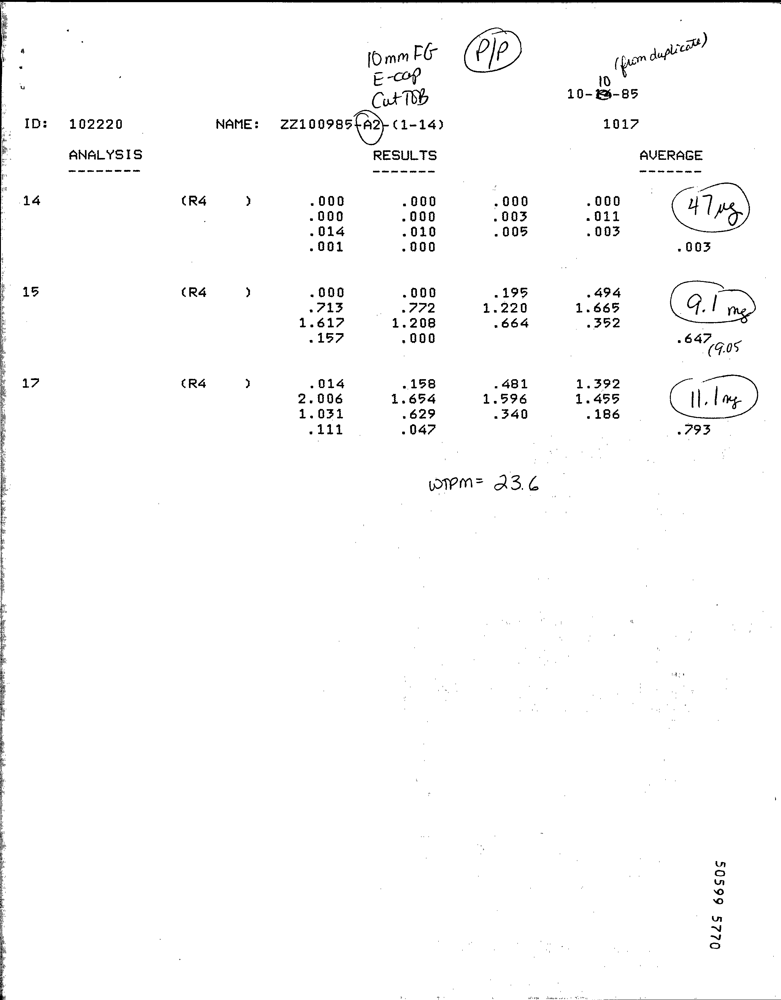 10mm FG P/P (from duplicate)
E-cap 10
Cut TOB 10-    -85
ID: 102220 NAME: ZZ100985-A2-(1-14) 1017
ANALYSIS RESULTS AVERAGE
-------- ------- -------
14 (R4 ) .000 .000 .000 .000 47 µg
.000 .000 .003 .011
.014 .010 .005 .003
.001 .000 .003
15 (R4 ) .000 .000 .195 .494
.713 .772 1.220 1.665 9.1 mg
1.617 1.208 .664 .352
.157 .000 .647 (9.05
17 (R4 ) .014 .158 .481 1.392
2.006 1.654 1.596 1.455 11.1 mg
1.031 .629 .340 .186
.111 .047 .793
WTPM= 23.6
50599 5770